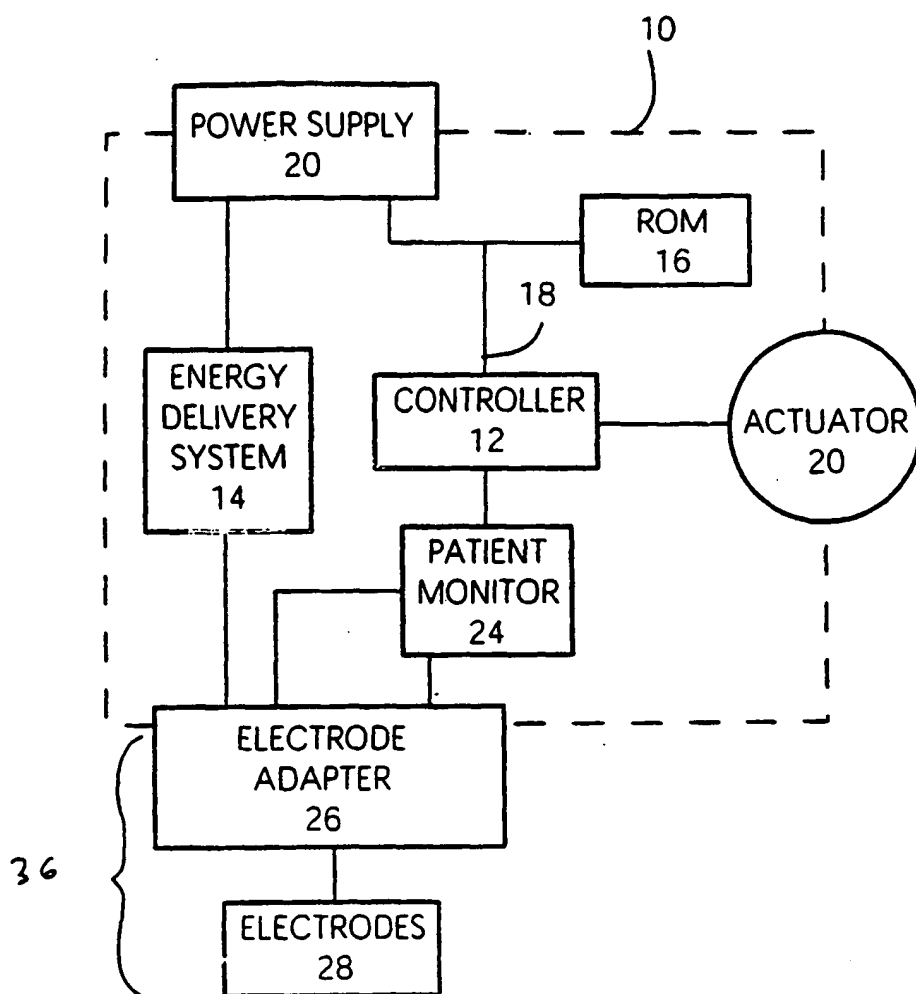 10
POWER SUPPLY
20
ROM
16
18
ENERGY
DELIVERY
SYSTEM
14
CONTROLLER
12
ACTUATOR
20
PATIENT
MONITOR
24
ELECTRODE
ADAPTER
26
36
ELECTRODES
28